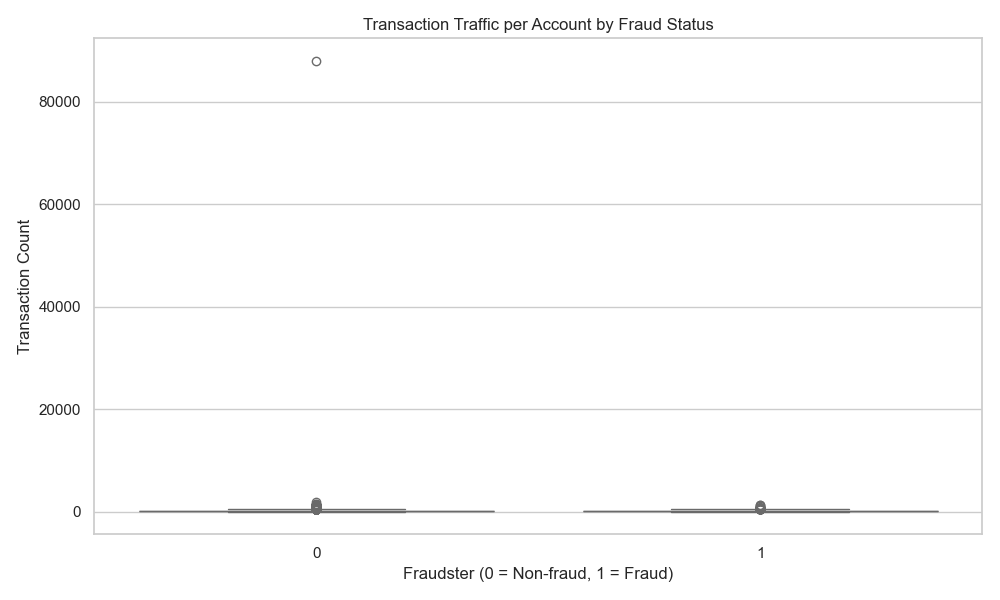 Transaction Traffic per Account by Fraud Status
Transaction Count
80000
60000
40000
20000
0
0
1
Fraudster (0 = Non-fraud, 1 = Fraud)